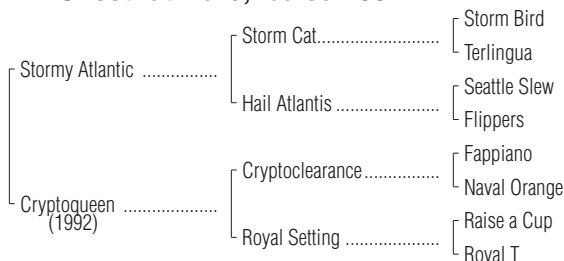 Storm Bird
Storm Cat
Terlingua
Stormy Atlantic
Seattle Slew
Hail Atlantis
Flippers
Fappiano
Cryptoclearance
Naval Orange
Cryptoqueen
(1992)
Raise a Cup
Royal Setting
Royal T